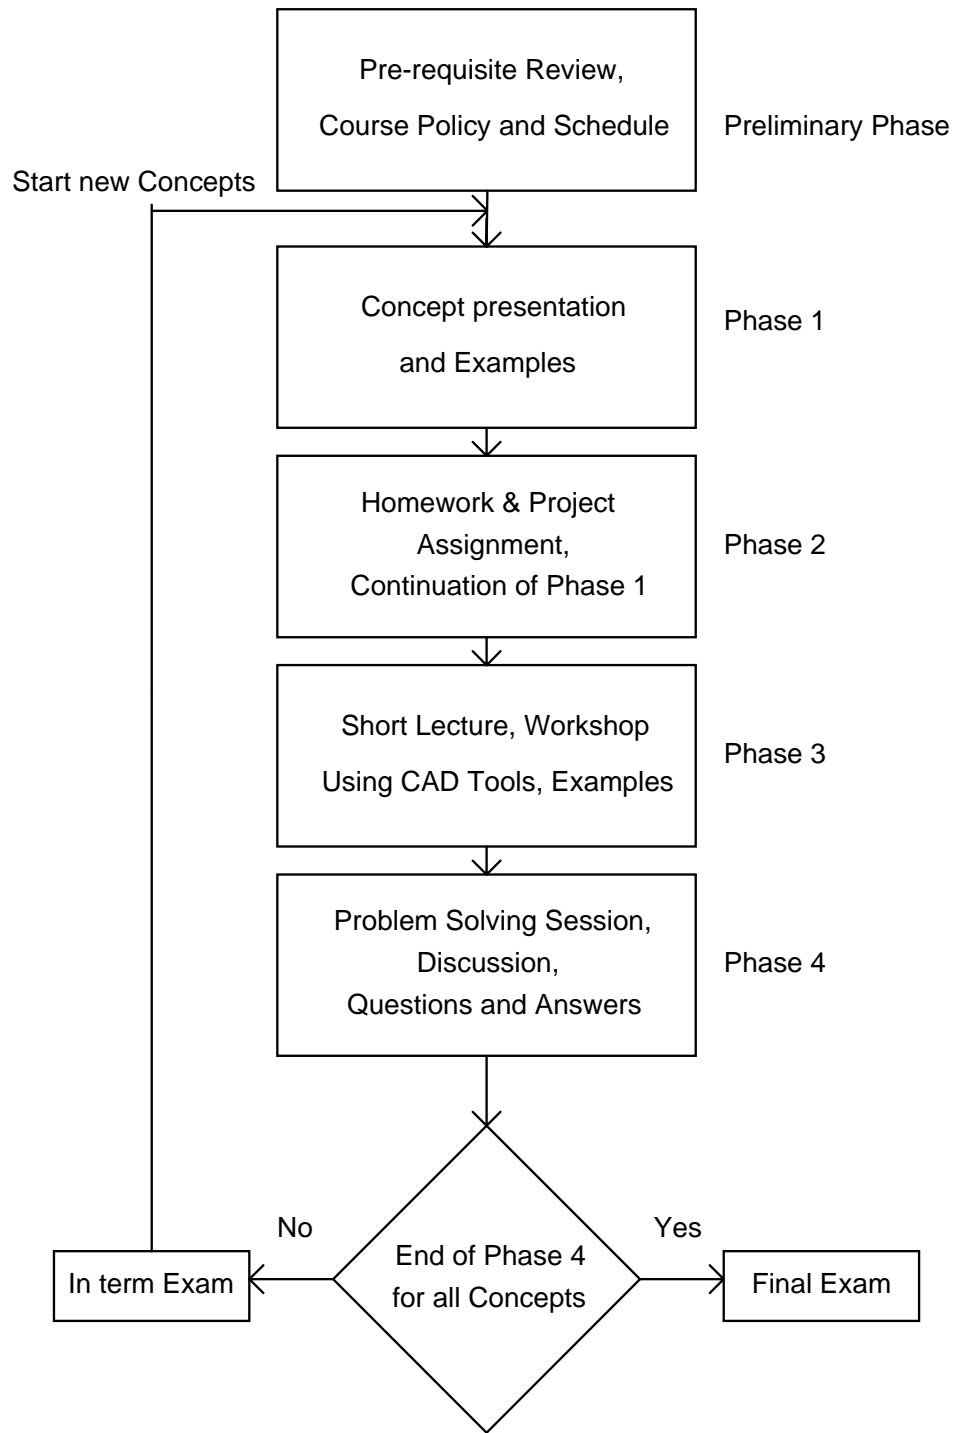 Pre-requisite Review,
Course Policy and Schedule
Preliminary Phase
Start new Concepts
Concept presentation
and Examples
Phase 1
Homework & Project
Assignment,
Continuation of Phase 1
Phase 2
Short Lecture, Workshop
Using CAD Tools, Examples
Phase 3
Problem Solving Session,
Discussion,
Questions and Answers
Phase 4
No
Yes
In term Exam
End of Phase 4
for all Concepts
Final Exam